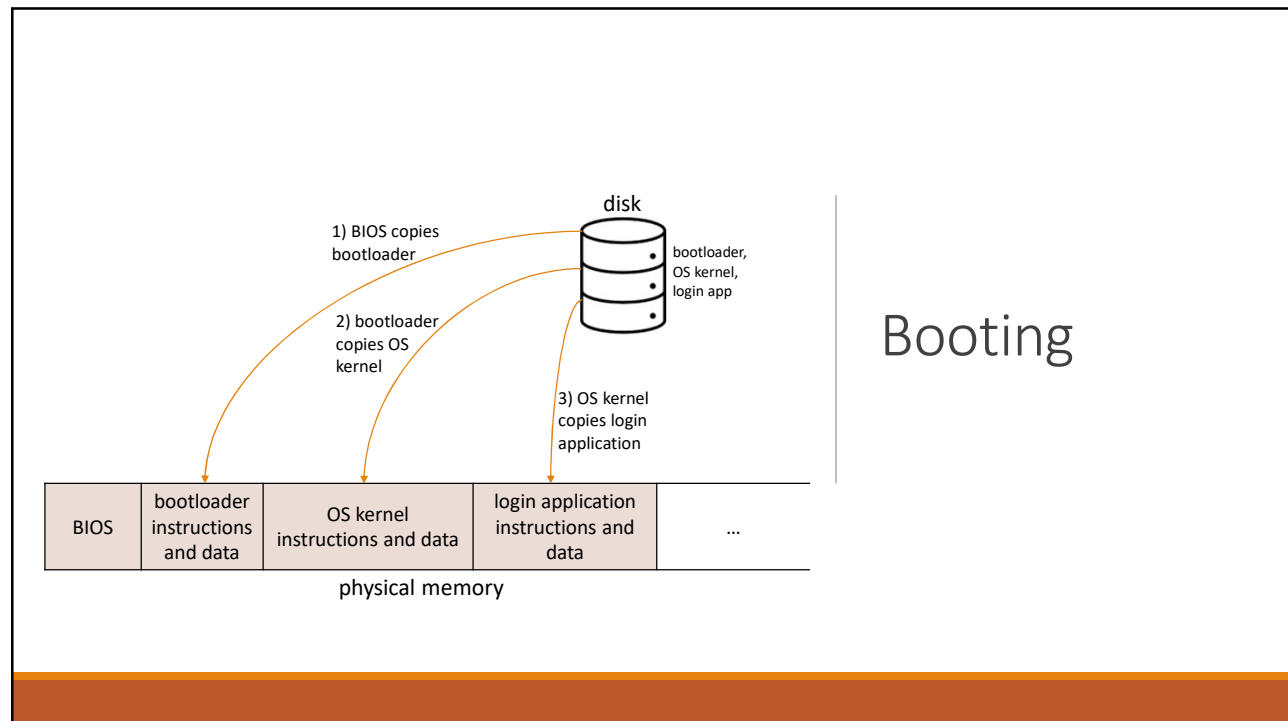 disk
1) BIOS copies
bootloader
bootloader,
OS kernel,
login app
2) bootloader
copies OS
kernel
3) OS kernel
copies login
application
BIOS
bootloader
instructions
and data
OS kernel
instructions and data
login application
instructions and
data
...
physical memory
Booting